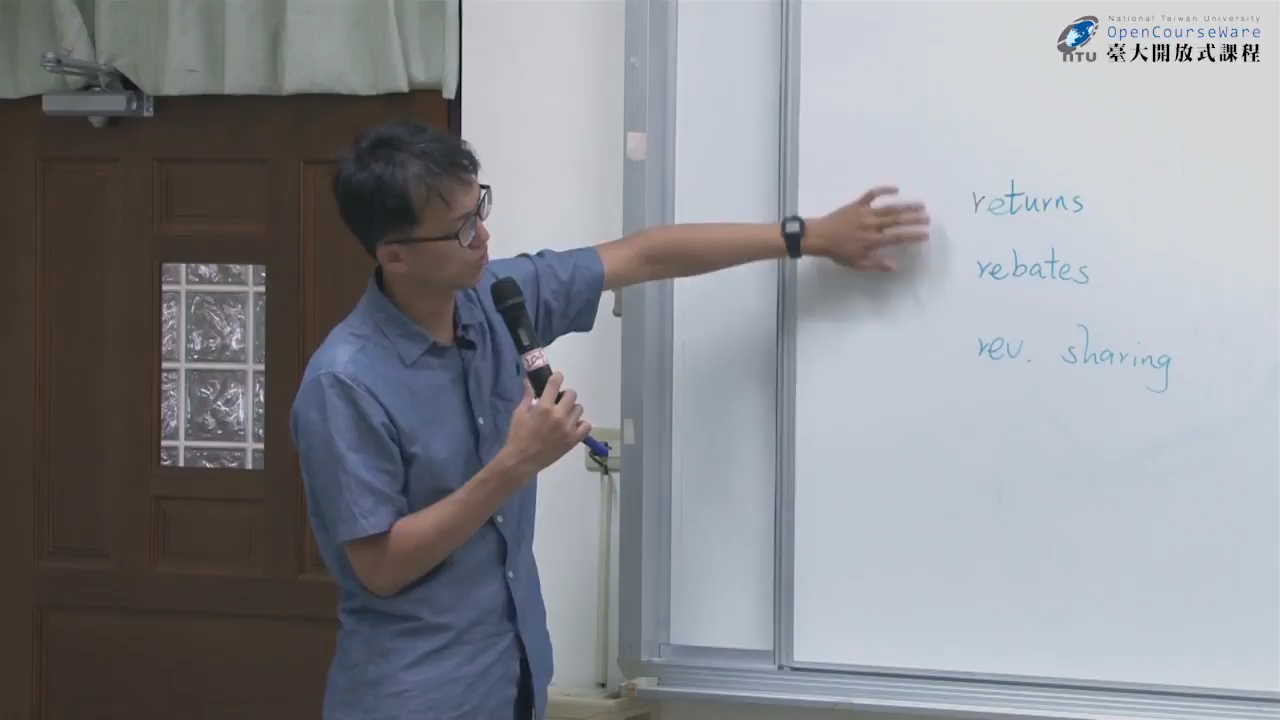 National Taiwan University
OpenCourseWare
NTU 臺大開放式課程
returns
rebates
rev. sharing